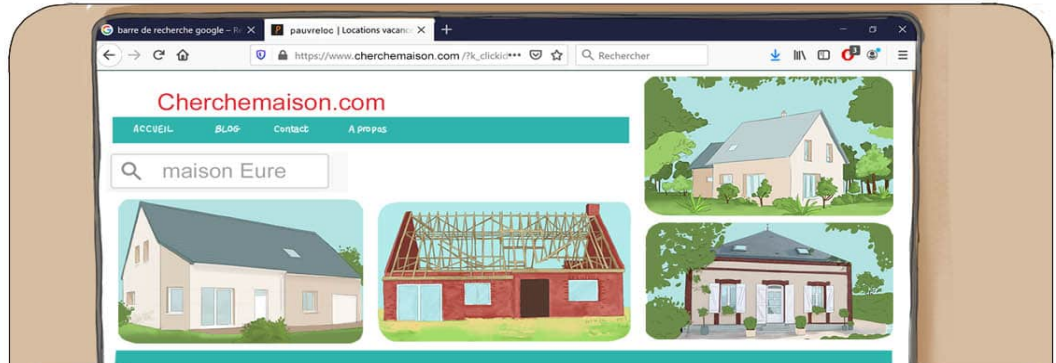 barre de recherche google – R
pauvreloc | Locations vacanc
https://www.cherchemaison.com/?k_clickid•••
Rechercher
3
Cherchemaison.com
ACCUEIL BLOG Contact A propos
maison Eure